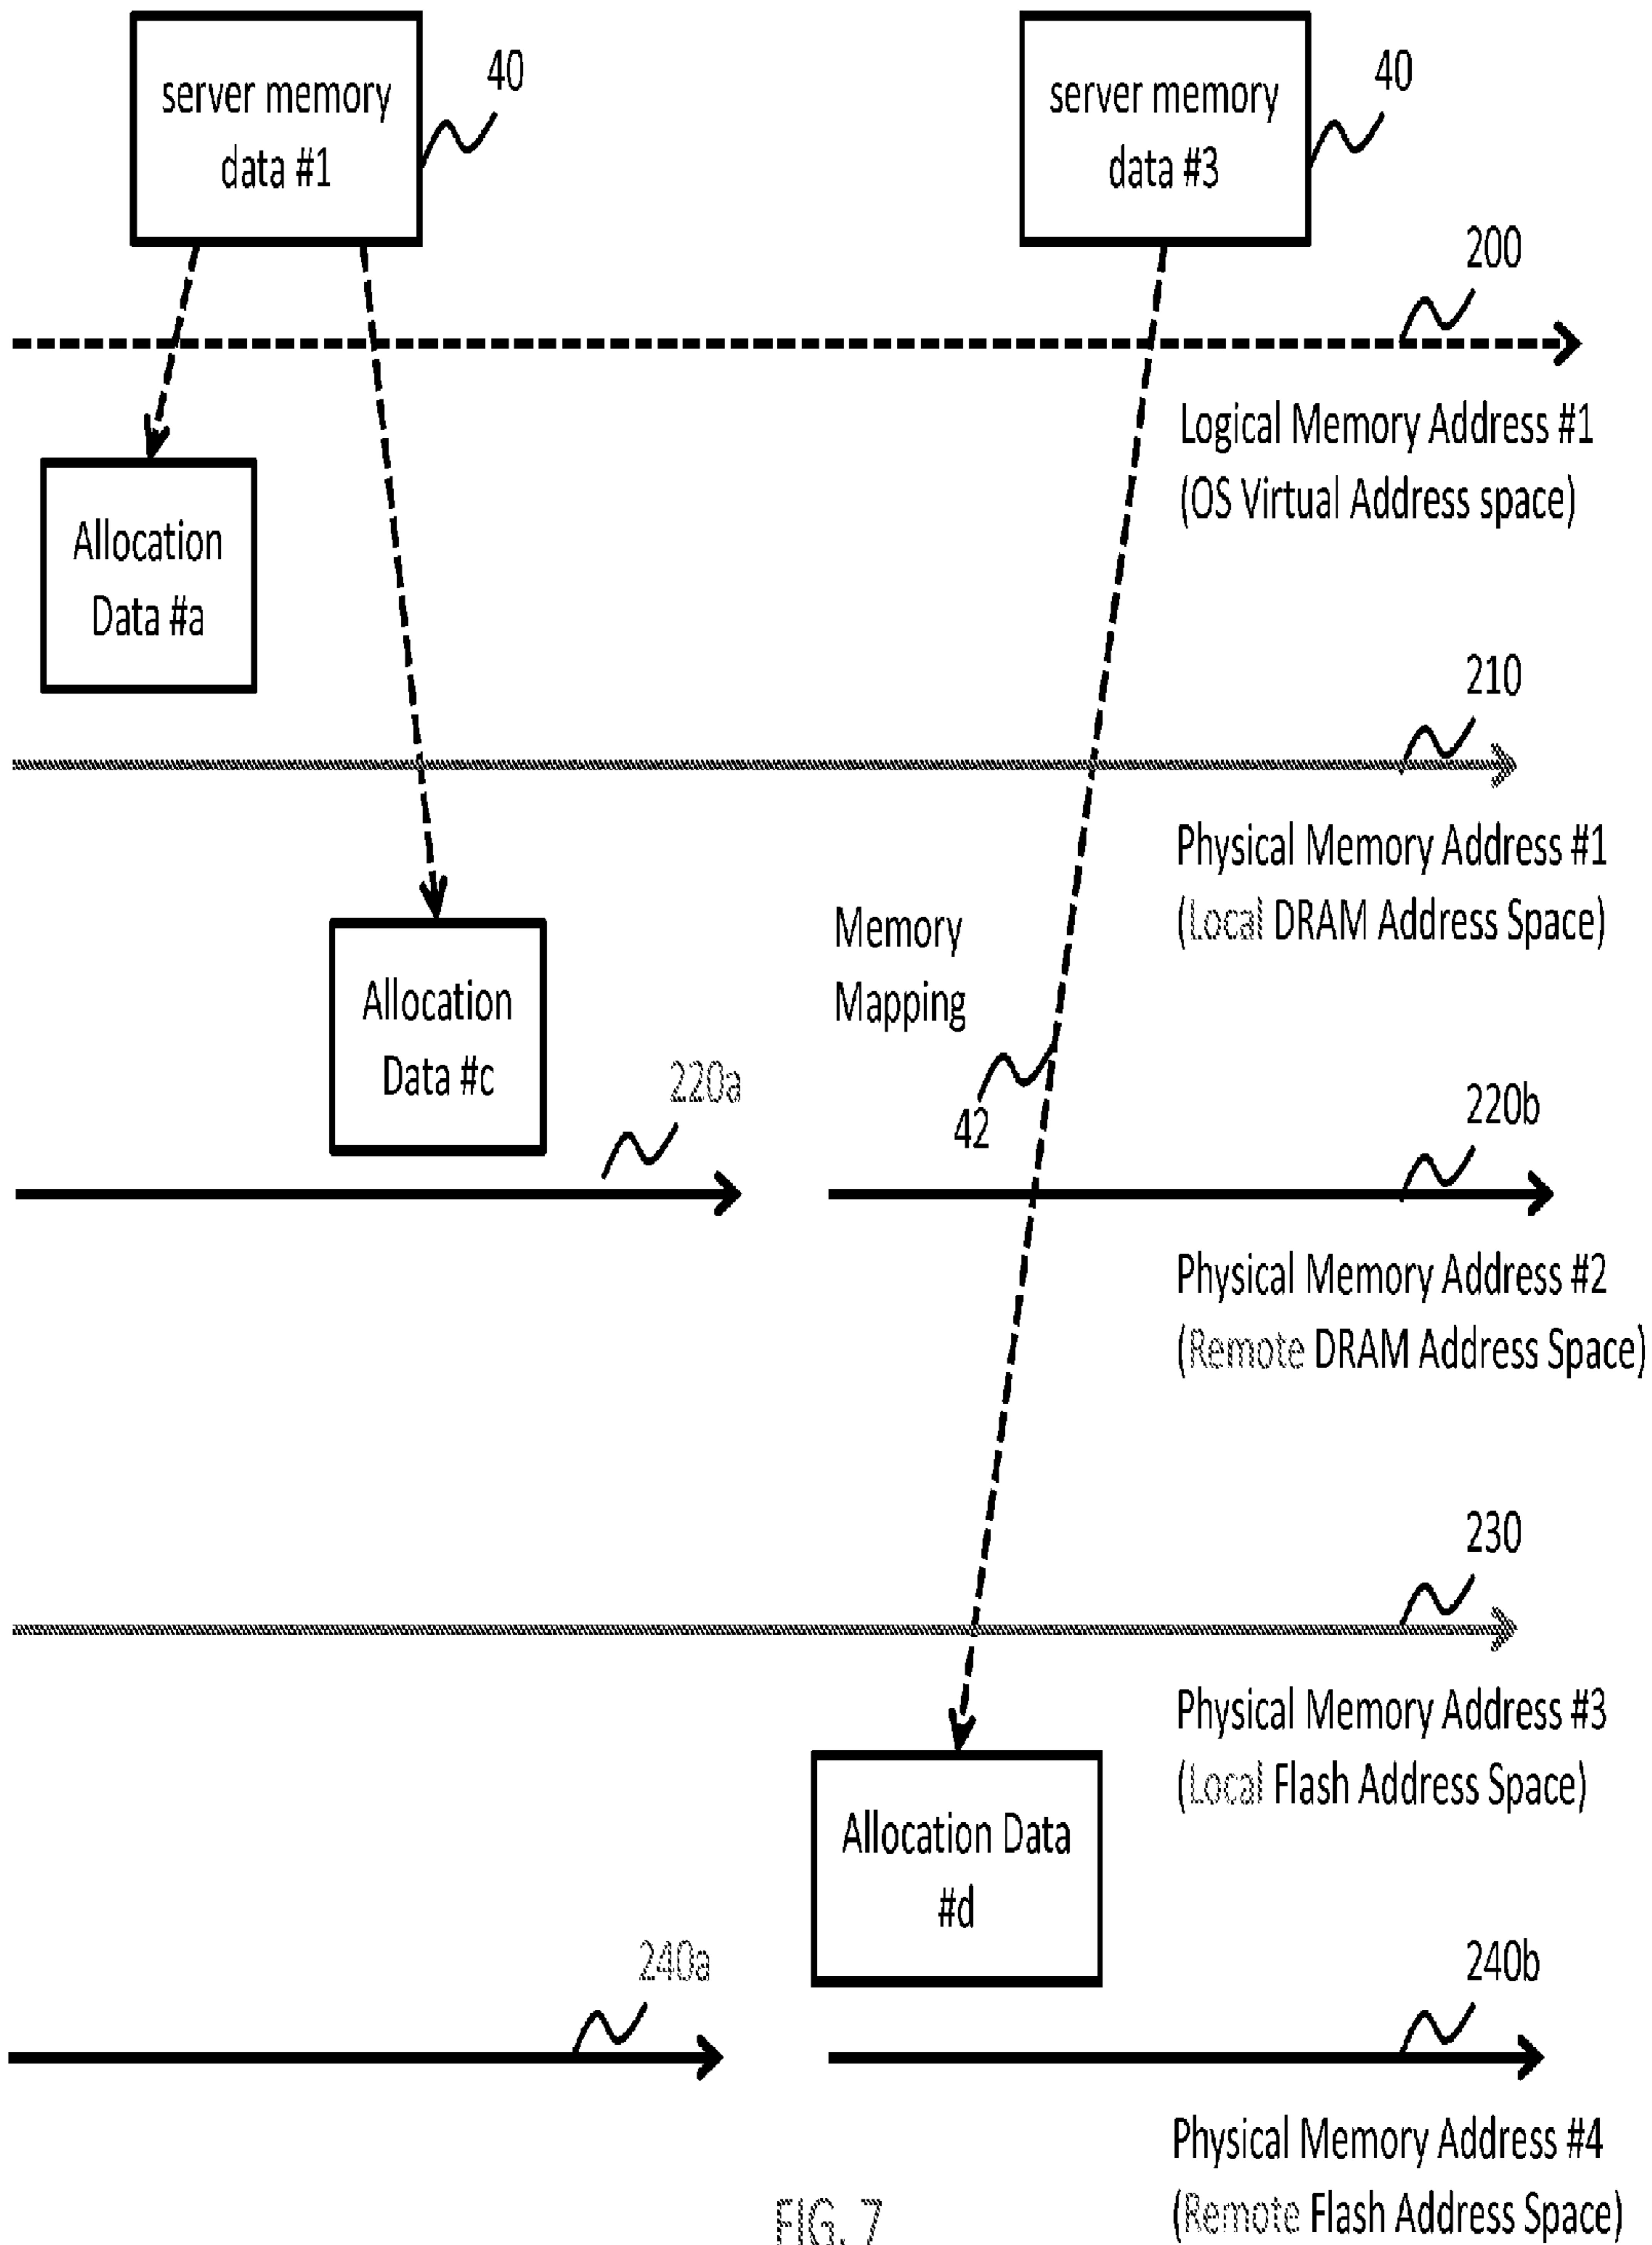 server memory
data #1
40
server memory
data #3
40
200
Logical Memory Address #1
(OS Virtual Address space)
Allocation
Data #a
210
Physical Memory Address #1
(Local DRAM Address Space)
Memory
Mapping
42
Allocation
Data #c
220a
220b
Physical Memory Address #2
(Remote DRAM Address Space)
230
Physical Memory Address #3
(Local Flash Address Space)
Allocation Data
#d
240a
240b
Physical Memory Address #4
(Remote Flash Address Space)
FIG. 7